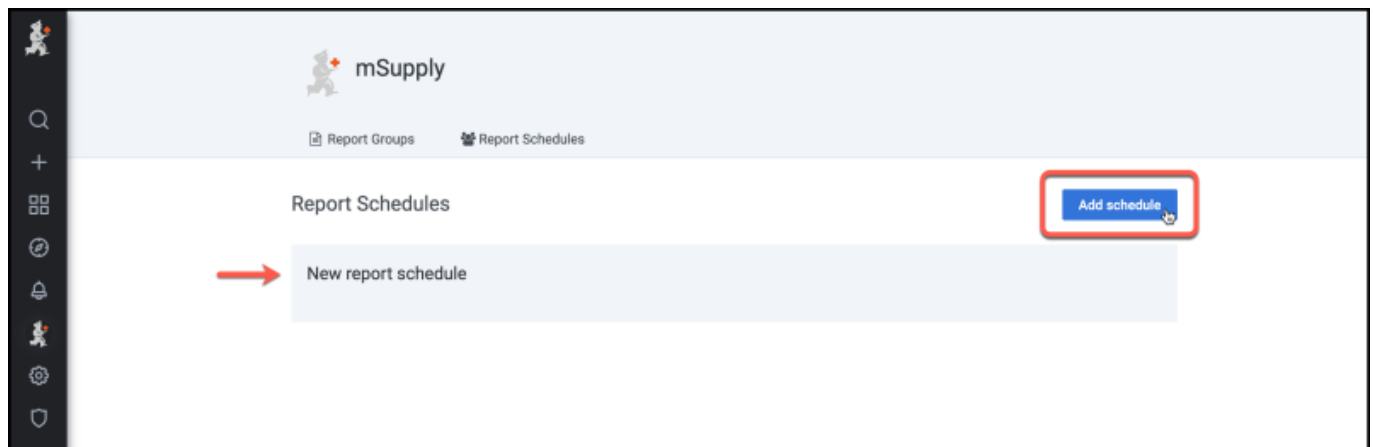 mSupply
Report Groups Report Schedules
Report Schedules
Add schedule
New report schedule